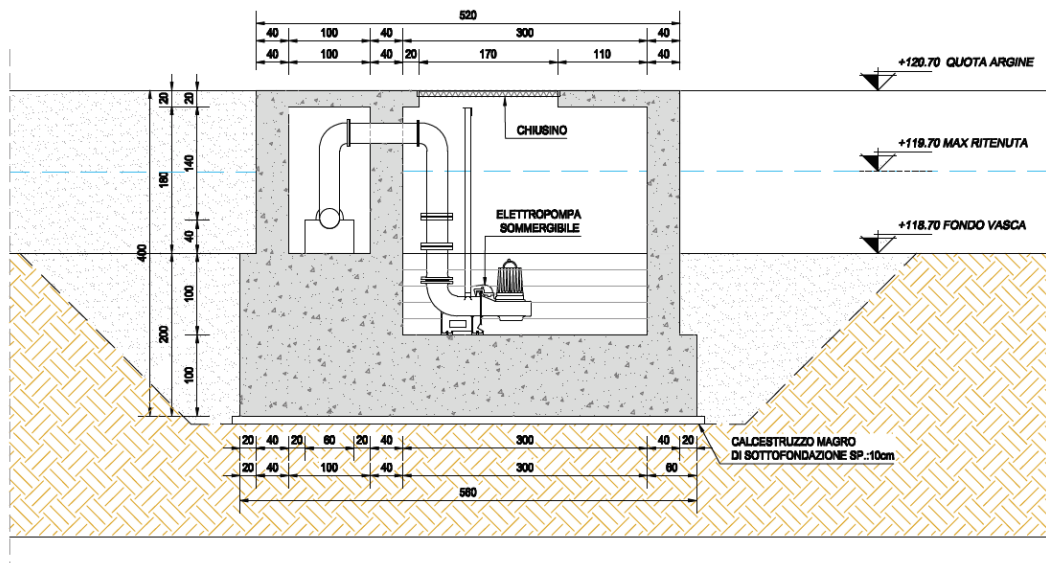 520
40 100 40 300 40
40 100 40 20 170 110 40
+120.70 QUOTA ARGINE
20 20
CHIUSINO
+119.70 MAX RITENUTA
180 140
ELETTROPOMPA
SOMMERGIBILE
+118.70 FONDO VASCA
40
400
100
200
100
20 40 20 60 20 40 300 40 20
CALCESTRUZZO MAGRO
DI SOTTOFONDAZIONE SP.:10cm
20 40 100 40 300 60
560